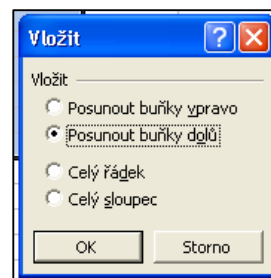 Vložit
Vložit
Posunout buňky vpravo
Posunout buňky dolů
Celý řádek
Celý sloupec
OK Storno